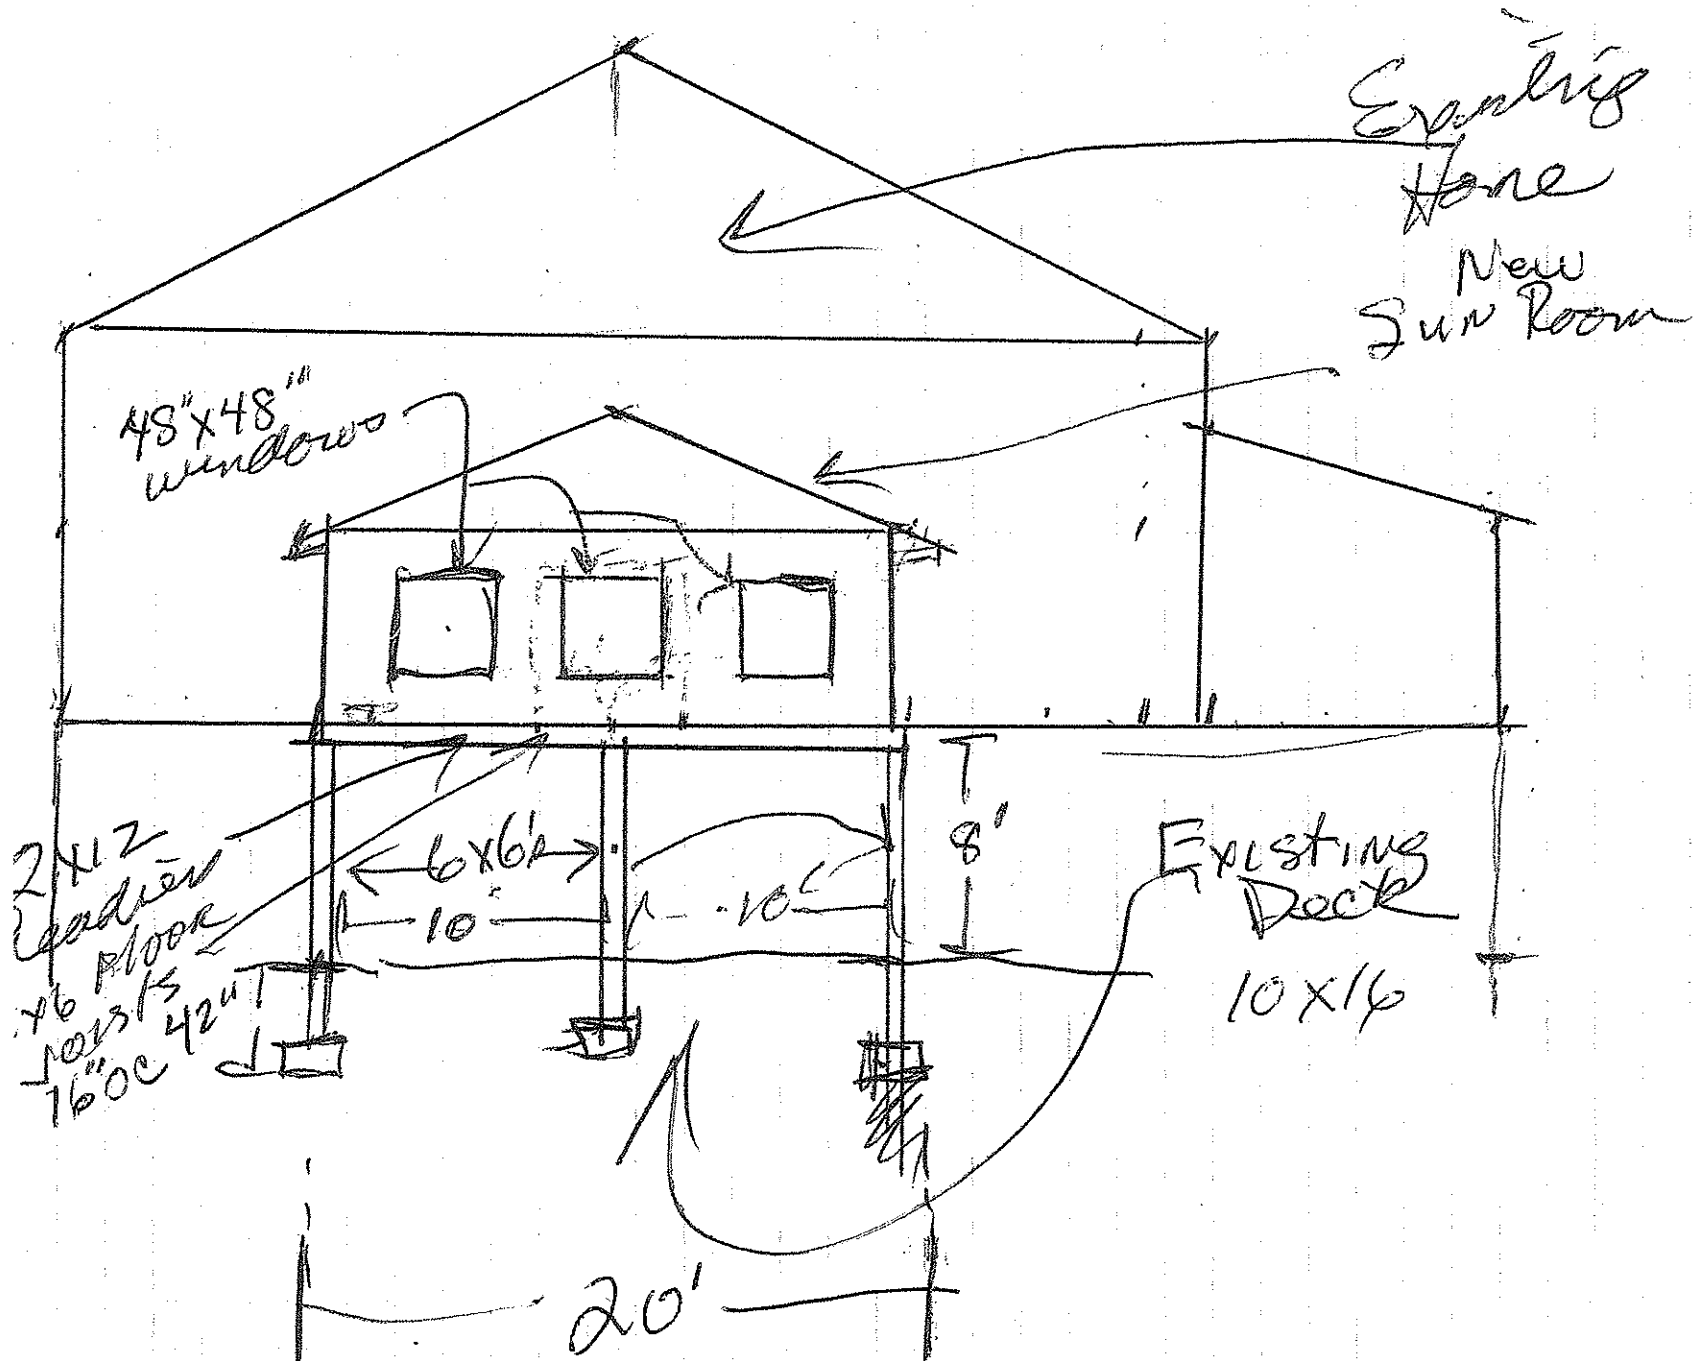 Existing
Home
New
Sun Room
48"x48"'
windows
2x12
Leadier
x6 floor
Joists
16"OC
6x6's
10'
10'
8'
42"
Existing
Deck
10x16
20'